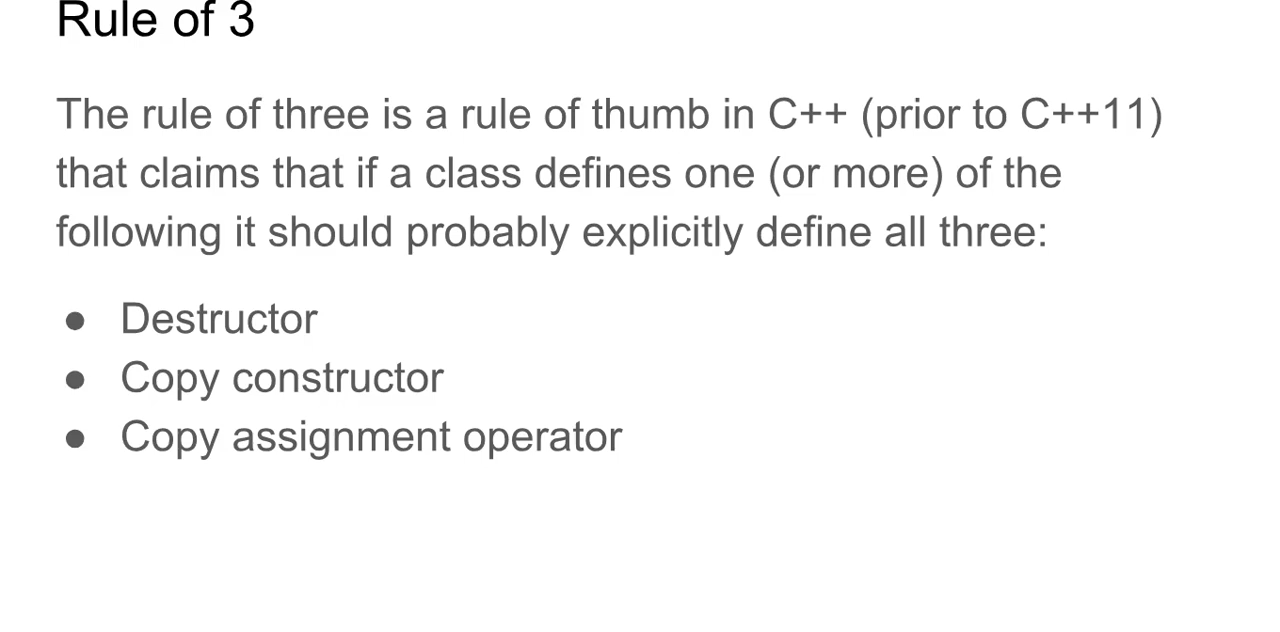 Rule of 3
The rule of three is a rule of thumb in C++ (prior to C++11)
that claims that if a class defines one (or more) of the
following it should probably explicitly define all three:
● Destructor
● Copy constructor
● Copy assignment operator